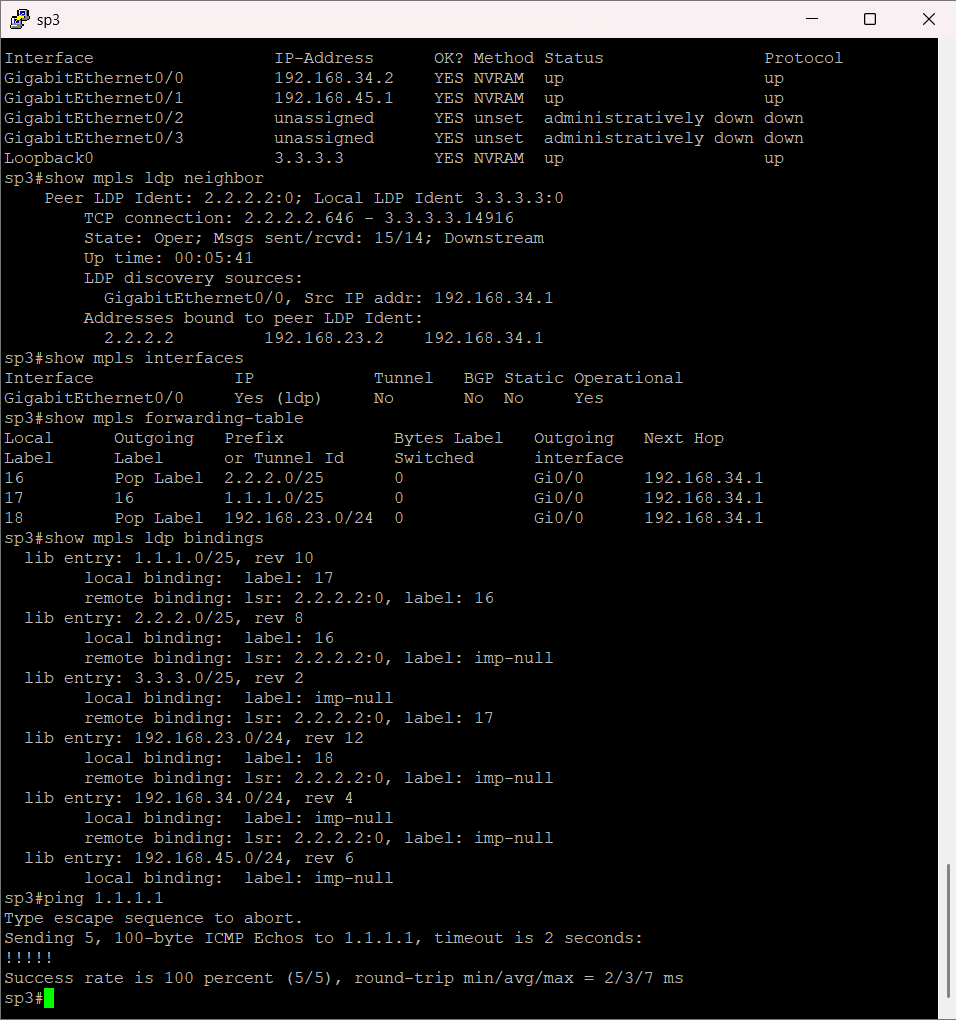 sp3
Interface                  IP-Address      OK? Method Status                Protocol
GigabitEthernet0/0         192.168.34.2    YES NVRAM  up                    up
GigabitEthernet0/1         192.168.45.1    YES NVRAM  up                    up
GigabitEthernet0/2         unassigned      YES unset  administratively down down
GigabitEthernet0/3         unassigned      YES unset  administratively down down
Loopback0                  3.3.3.3         YES NVRAM  up                    up
sp3#show mpls ldp neighbor
    Peer LDP Ident: 2.2.2.2:0; Local LDP Ident 3.3.3.3:0
        TCP connection: 2.2.2.2.646 - 3.3.3.3.14916
        State: Oper; Msgs sent/rcvd: 15/14; Downstream
        Up time: 00:05:41
        LDP discovery sources:
          GigabitEthernet0/0, Src IP addr: 192.168.34.1
        Addresses bound to peer LDP Ident:
          2.2.2.2         192.168.23.2    192.168.34.1
sp3#show mpls interfaces
Interface              IP            Tunnel   BGP Static Operational
GigabitEthernet0/0     Yes (ldp)     No       No  No     Yes
sp3#show mpls forwarding-table
Local      Outgoing   Prefix           Bytes Label   Outgoing   Next Hop
Label      Label      or Tunnel Id     Switched      interface
16         Pop Label  2.2.2.0/25       0             Gi0/0      192.168.34.1
17         16         1.1.1.0/25       0             Gi0/0      192.168.34.1
18         Pop Label  192.168.23.0/24  0             Gi0/0      192.168.34.1
sp3#show mpls ldp bindings
  lib entry: 1.1.1.0/25, rev 10
        local binding:  label: 17
        remote binding: lsr: 2.2.2.2:0, label: 16
  lib entry: 2.2.2.0/25, rev 8
        local binding:  label: 16
        remote binding: lsr: 2.2.2.2:0, label: imp-null
  lib entry: 3.3.3.0/25, rev 2
        local binding:  label: imp-null
        remote binding: lsr: 2.2.2.2:0, label: 17
  lib entry: 192.168.23.0/24, rev 12
        local binding:  label: 18
        remote binding: lsr: 2.2.2.2:0, label: imp-null
  lib entry: 192.168.34.0/24, rev 4
        local binding:  label: imp-null
        remote binding: lsr: 2.2.2.2:0, label: imp-null
  lib entry: 192.168.45.0/24, rev 6
        local binding:  label: imp-null
sp3#ping 1.1.1.1
Type escape sequence to abort.
Sending 5, 100-byte ICMP Echos to 1.1.1.1, timeout is 2 seconds:
!!!!!
Success rate is 100 percent (5/5), round-trip min/avg/max = 2/3/7 ms
sp3#